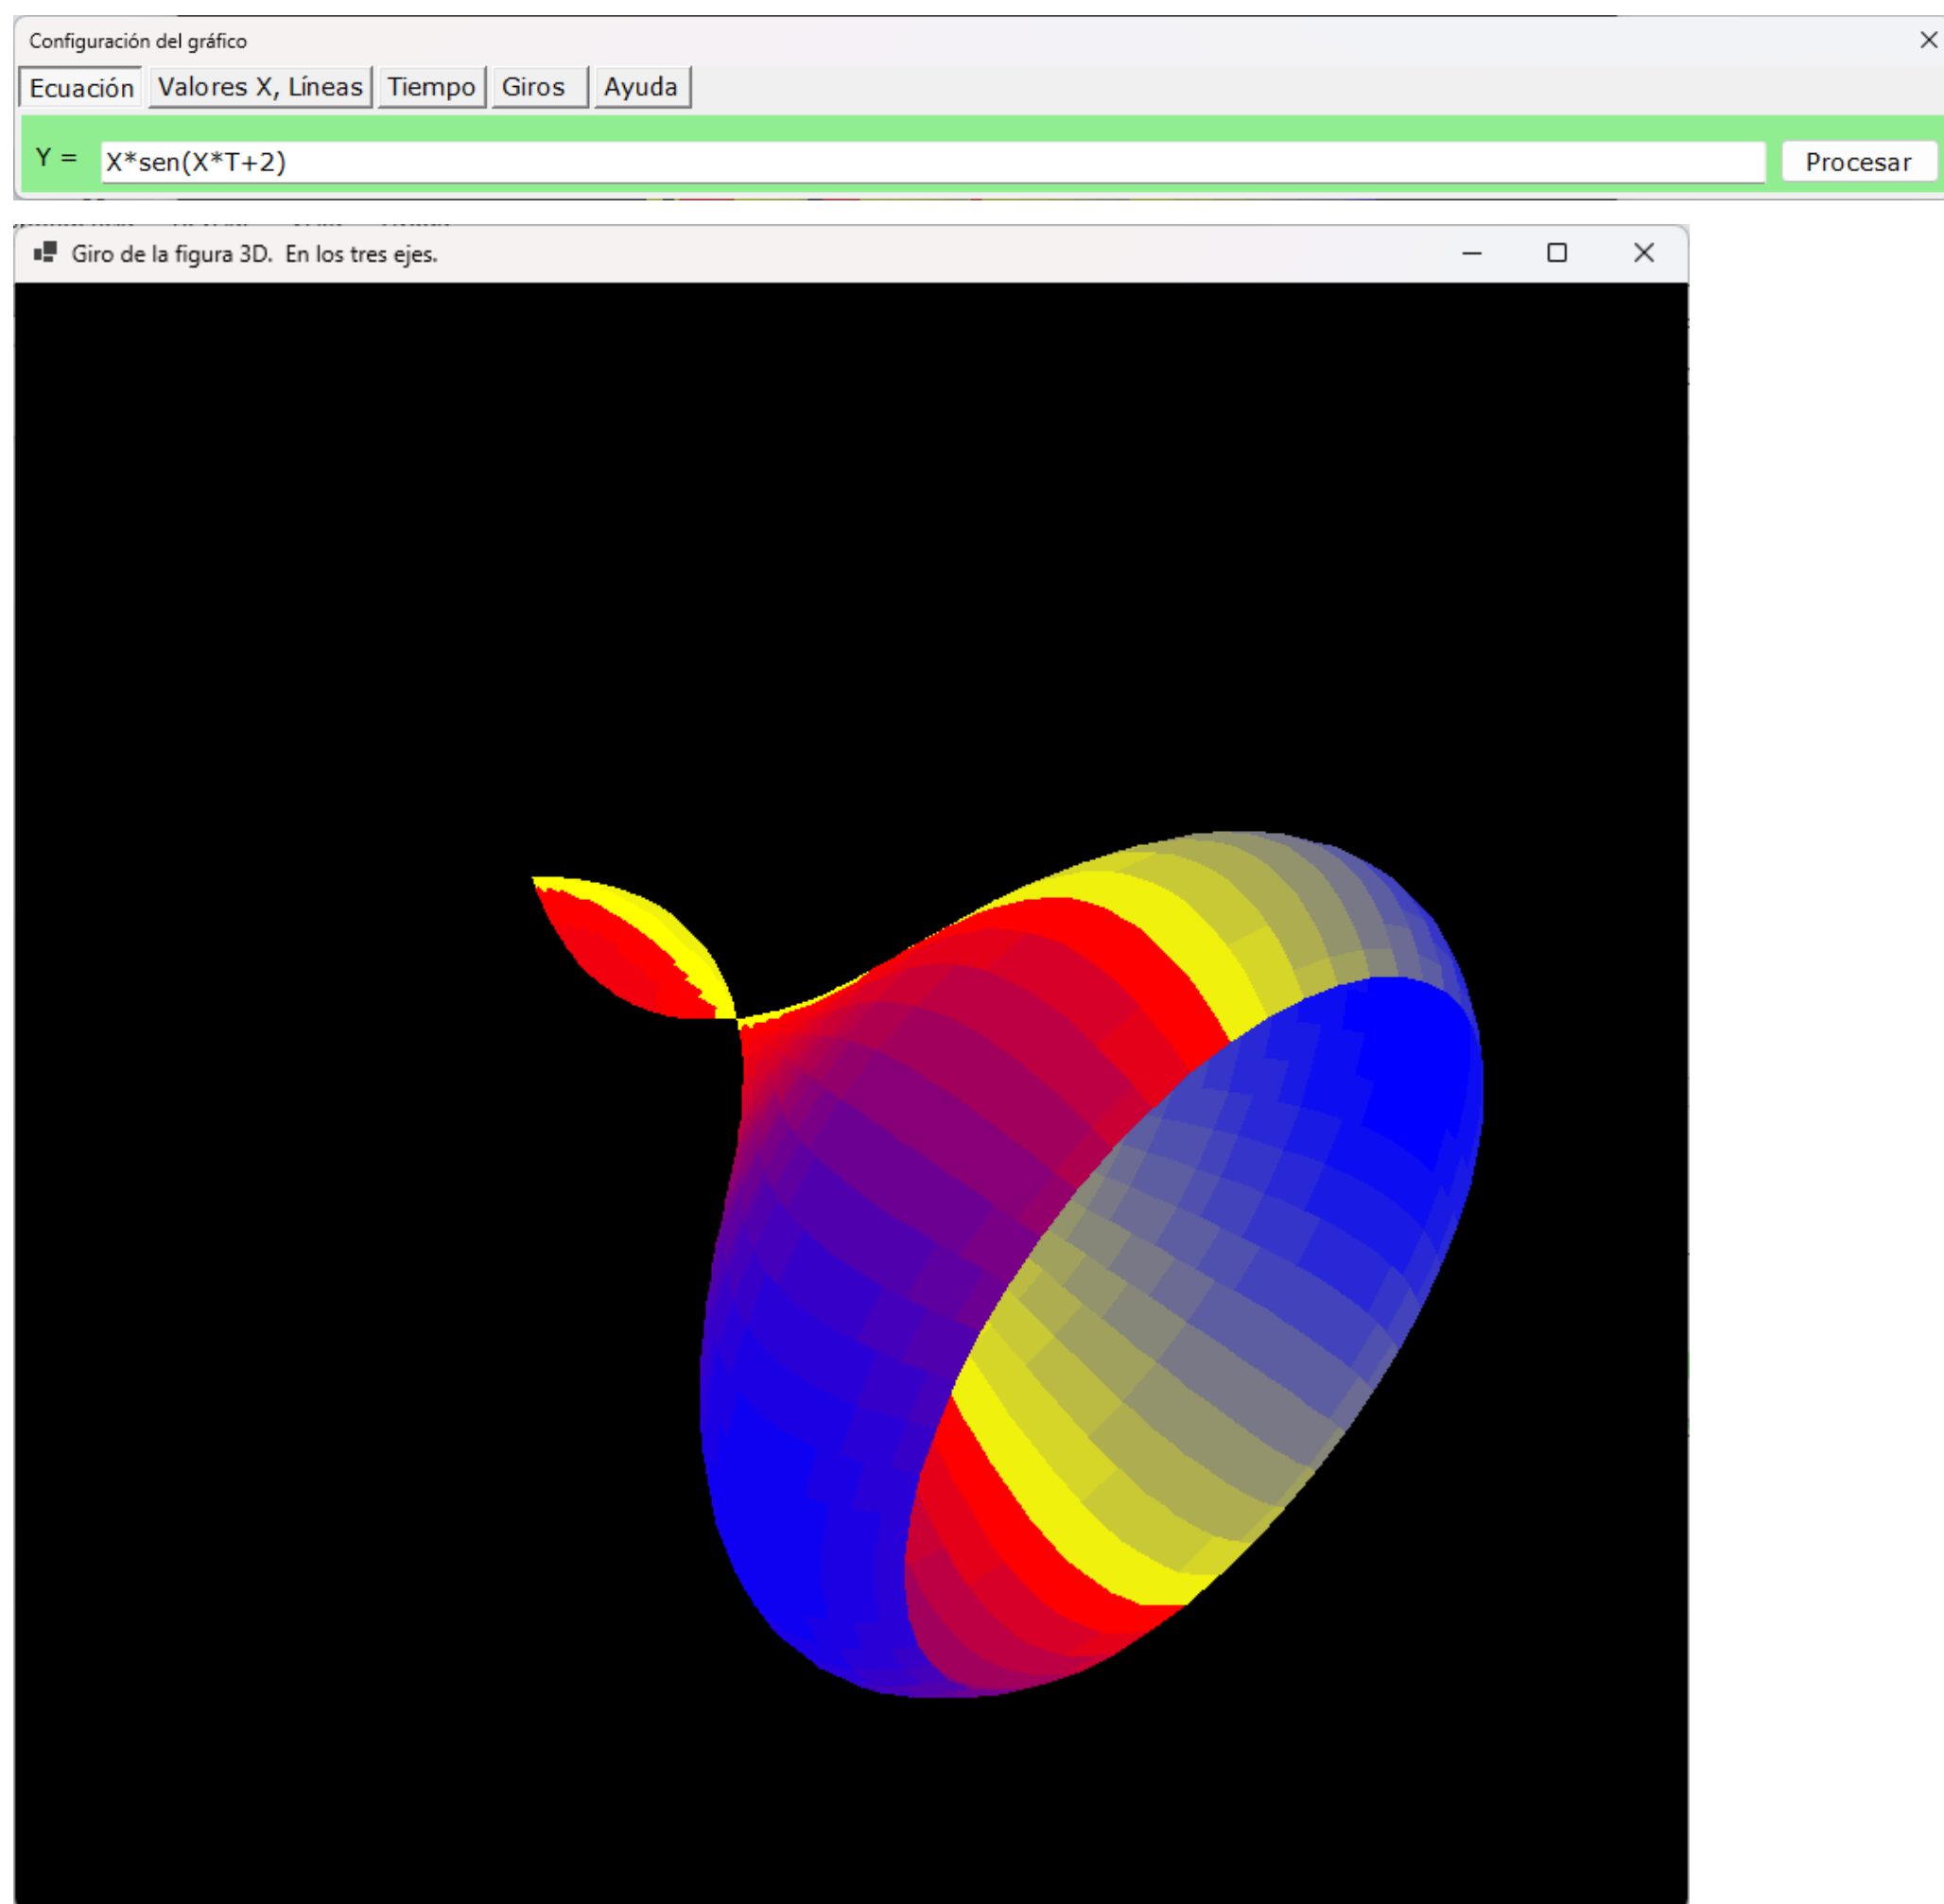 Configuración del gráfico
Ecuación Valores X, Líneas Tiempo Giros Ayuda
Y = X*sen(X*T+2) Procesar
Giro de la figura 3D. En los tres ejes.